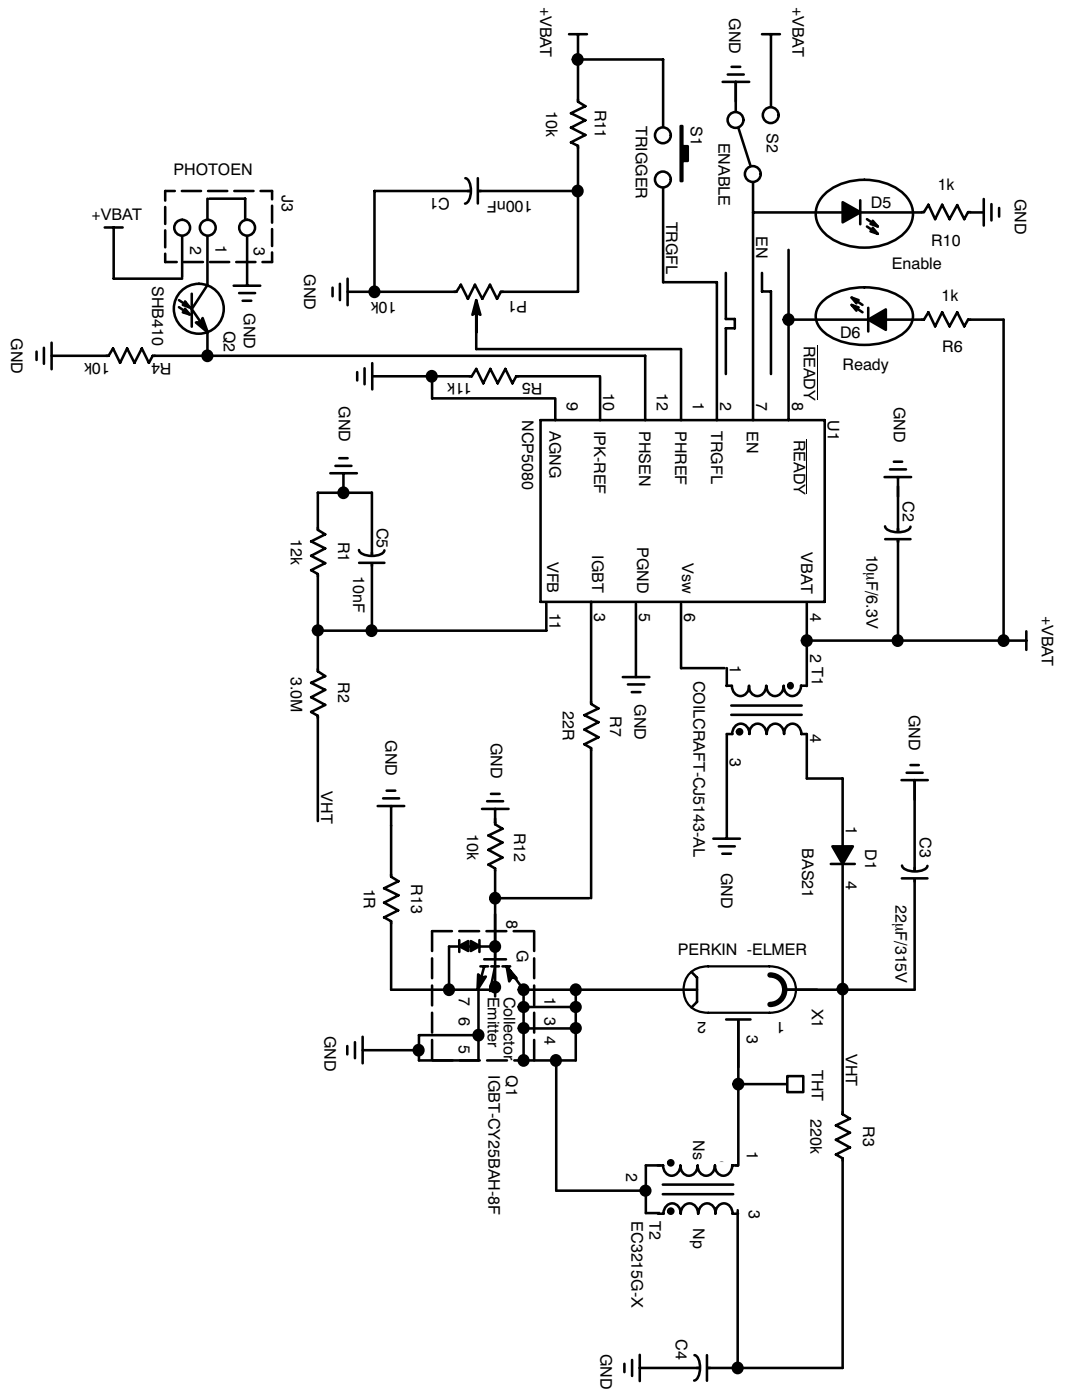 +VBAT
GND
S2
ENABLE
D5
1k
R10
GND
Enable
EN
+VBAT
S1
TRIGGER
TRGFL
R11
10k
C1
100nF
GND
10k
P1
D6
1k
R6
Ready
READY
PHOTOEN
J3
+VBAT
2
1
3
GND
SHB410
Q2
GND
10k
R4
11k
R5
9
10
12
1
2
7
8
U1
NCP5080
AGNG
IPK-REF
PHSEN
PHREF
TRGFL
EN
READY
VFB
IGBT
PGND
Vsw
VBAT
11
3
5
6
4
GND
C2
10µF/6.3V
+VBAT
GND
C5
10nF
R1
12k
R2
3.0M
VHT
GND
R7
22R
1
2
T1
3
4
COILCRAFT-CJ5143-AL
GND
GND
C3
22µF/315V
1
D1
BAS21
4
GND
R12
10k
GND
R13
1R
8
G
7
6
5
Emitter
Collector
1
3
4
Q1
IGBT-CY25BAH-8F
GND
PERKIN -ELMER
X1
1
2
3
VHT
THT
R3
220k
Ns
1
2
3
Np
T2
EC3215G-X
C4
GND